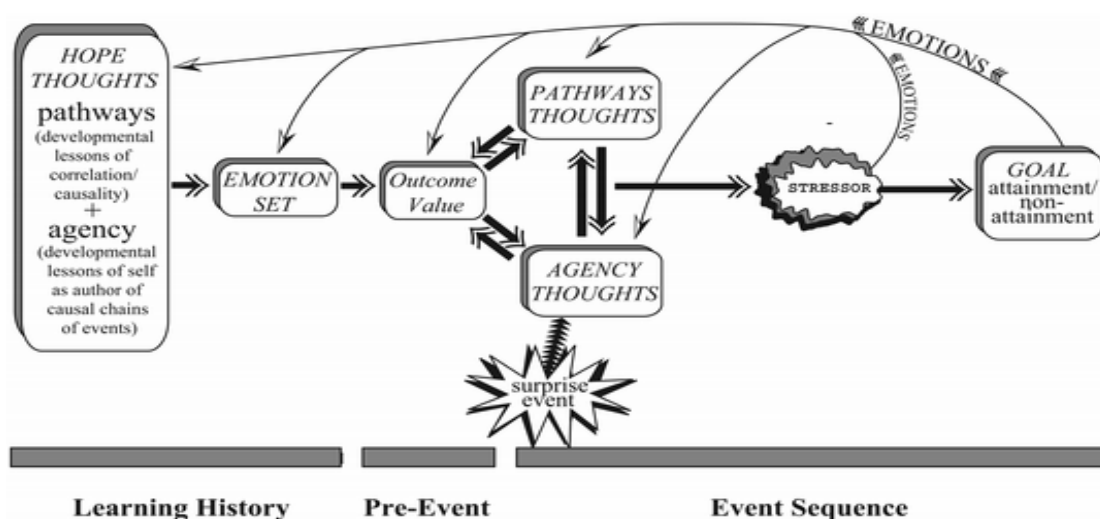 HOPE
THOUGHTS
pathways
(developmental
lessons of
correlation/
causality)
+
agency
(developmental
lessons of self
as author of
causal chains
of events)
EMOTION
SET
Outcome
Value
PATHWAYS
THOUGHTS
AGENCY
THOUGHTS
surprise
event
STRESSOR
EMOTIONS
EMOTIONS
GOAL
attainment/
non-
attainment
Learning History
Pre-Event
Event Sequence